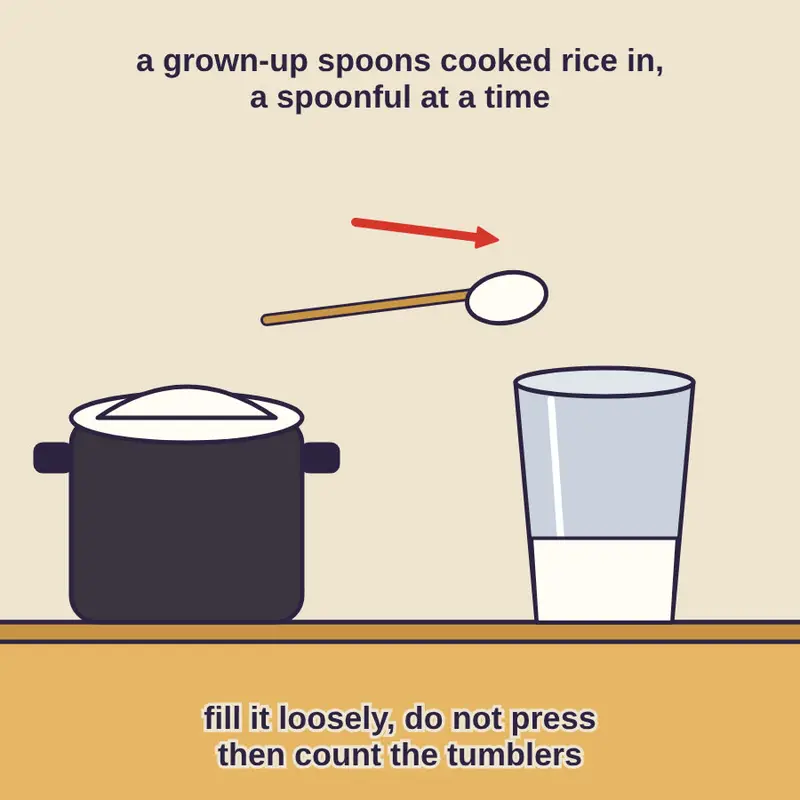 a grown-up spoons cooked rice in,
a spoonful at a time
fill it loosely, do not press
then count the tumblers